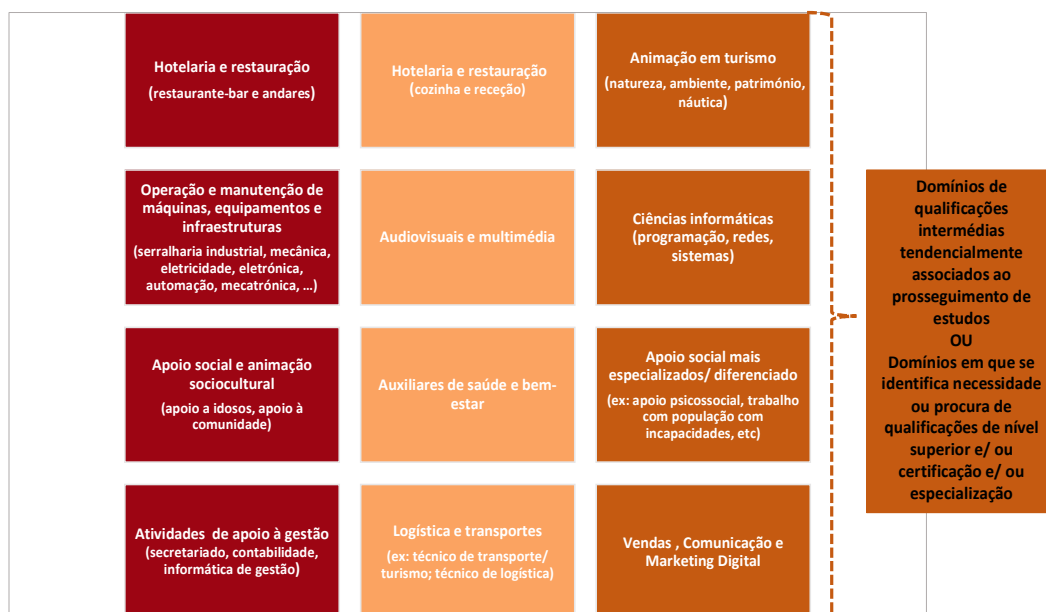 Hotelaria e restauração
(restaurante-bar e andares)
Hotelaria e restauração
(cozinha e receção)
Animação em turismo
(natureza, ambiente, património,
náutica)
Operação e manutenção de
máquinas, equipamentos e
infraestruturas
(serralharia industrial, mecânica,
eletricidade, eletrónica,
automação, mecatrónica, ...)
Audiovisuais e multimédia
Ciências informáticas
(programação, redes,
sistemas)
Apoio social e animação
sociocultural
(apoio a idosos, apoio à
comunidade)
Auxiliares de saúde e bem-
estar
Apoio social mais
especializados/ diferenciado
(ex: apoio psicossocial, trabalho
com população com
incapacidades, etc)
Atividades de apoio à gestão
(secretariado, contabilidade,
informática de gestão)
Logística e transportes
(ex: técnico de transporte/
turismo; técnico de logística)
Vendas , Comunicação e
Marketing Digital
Domínios de
qualificações
intermédias
tendencialmente
associados ao
prosseguimento de
estudos
OU
Domínios em que se
identifica necessidade
ou procura de
qualificações de nível
superior e/ ou
certificação e/ ou
especialização